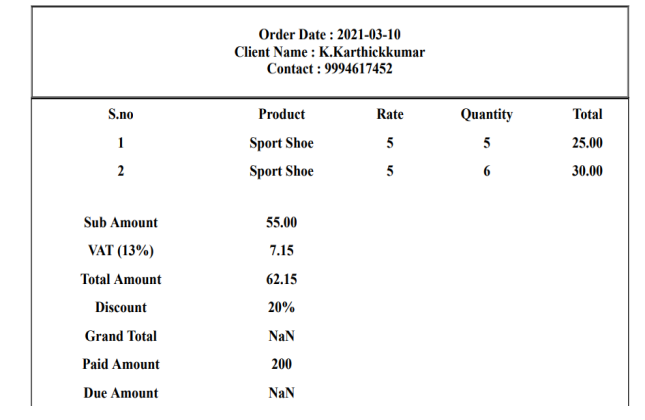 Order Date : 2021-03-10
Client Name : K.Karthickkumar
Contact : 9994617452
S.no Product Rate Quantity Total
1 Sport Shoe 5 5 25.00
2 Sport Shoe 5 6 30.00
Sub Amount 55.00
VAT (13%) 7.15
Total Amount 62.15
Discount 20%
Grand Total NaN
Paid Amount 200
Due Amount NaN